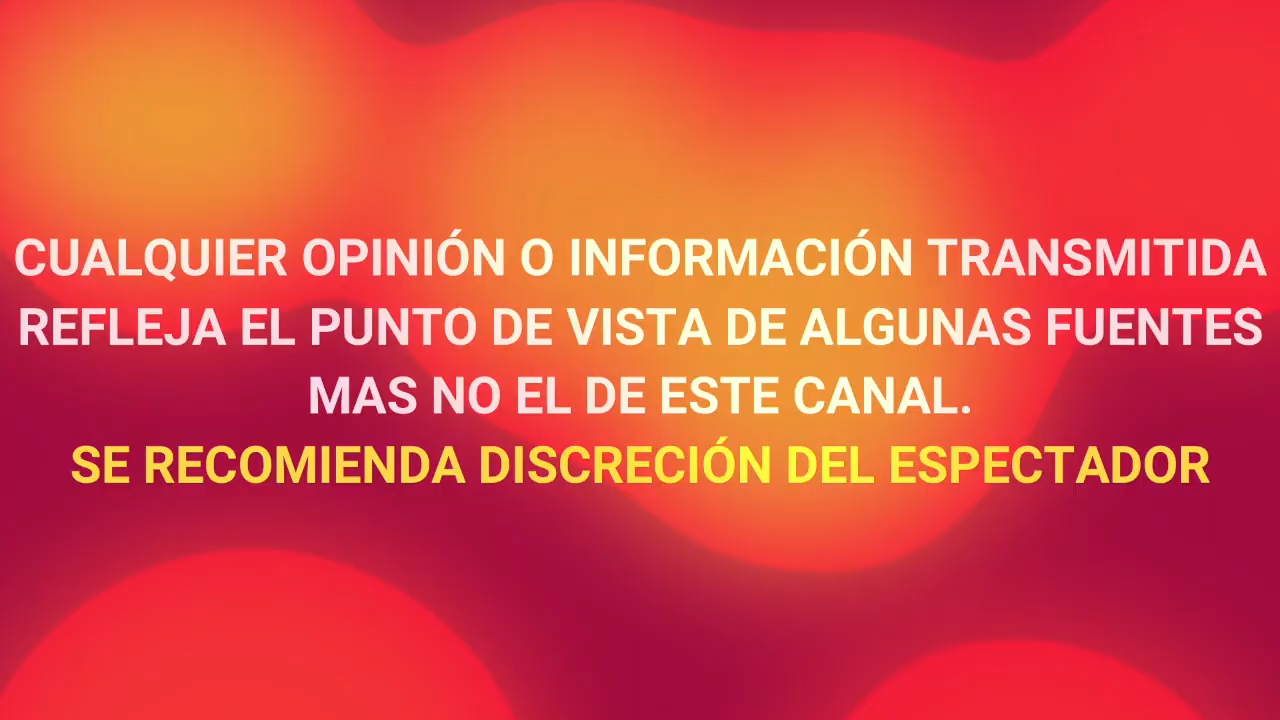 CUALQUIER OPINIÓN O INFORMACIÓN TRANSMITIDA
REFLEJA EL PUNTO DE VISTA DE ALGUNAS FUENTES
MAS NO EL DE ESTE CANAL.
SE RECOMIENDA DISCRECIÓN DEL ESPECTADOR